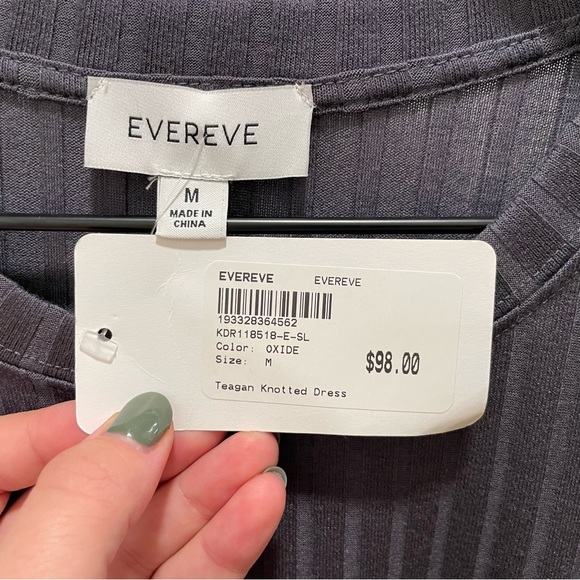 EVEREVE
M
MADE IN
CHINA
EVEREVE EVEREVE
193328364562
KDR118518-E-SL
Color: OXIDE
Size: M
$98.00
Teagan Knotted Dress